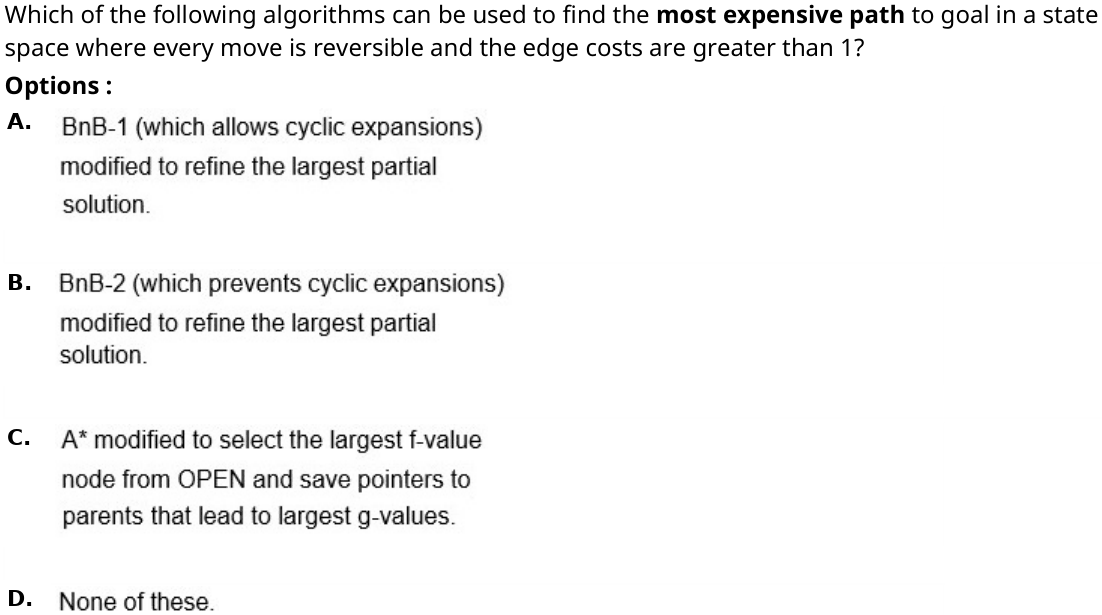 Which of the following algorithms can be used to find the most expensive path to goal in a state
space where every move is reversible and the edge costs are greater than 1?
Options :
A. BnB-1 (which allows cyclic expansions)
modified to refine the largest partial
solution.
B. BnB-2 (which prevents cyclic expansions)
modified to refine the largest partial
solution.
C. A* modified to select the largest f-value
node from OPEN and save pointers to
parents that lead to largest g-values.
D. None of these.